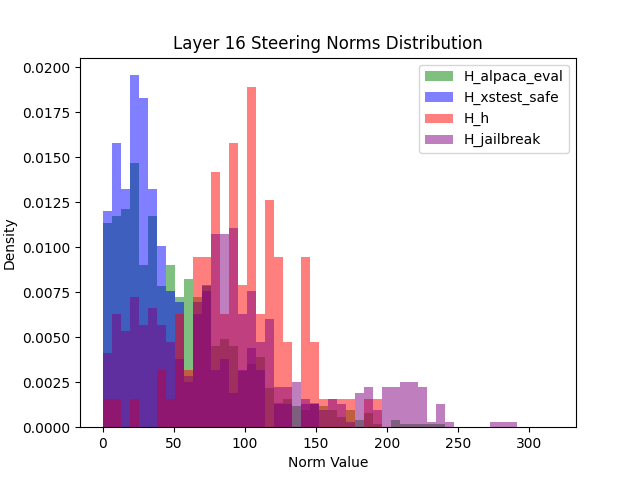 Layer 16 Steering Norms Distribution
0.0200
0.0175
0.0150
0.0125
0.0100
0.0075
0.0050
0.0025
0.0000
Density
H_alpaca_eval
H_xstest_safe
H_h
H_jailbreak
0 50 100 150 200 250 300
Norm Value